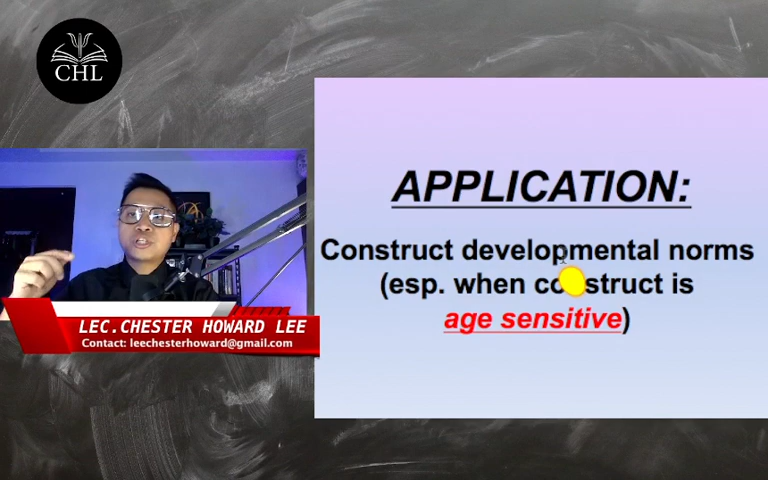 CHL
APPLICATION:
Construct developmental norms
(esp. when construct is
age sensitive)
LEC.CHESTER HOWARD LEE
Contact: leechesterhoward@gmail.com